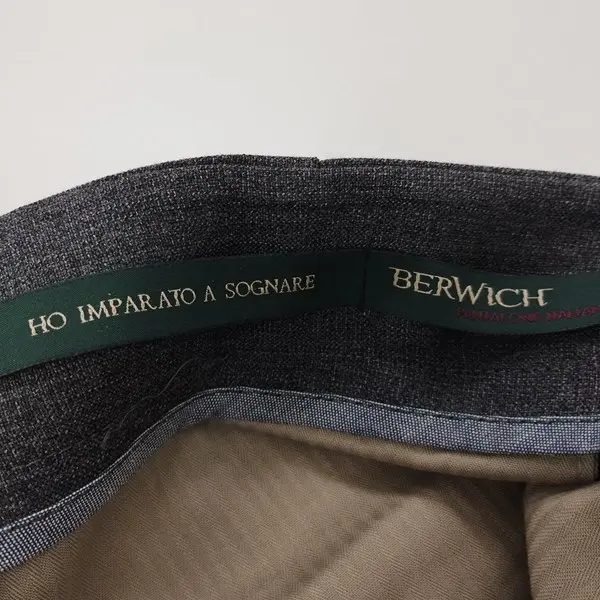 HO IMPARATO A SOGNARE
BERWICH